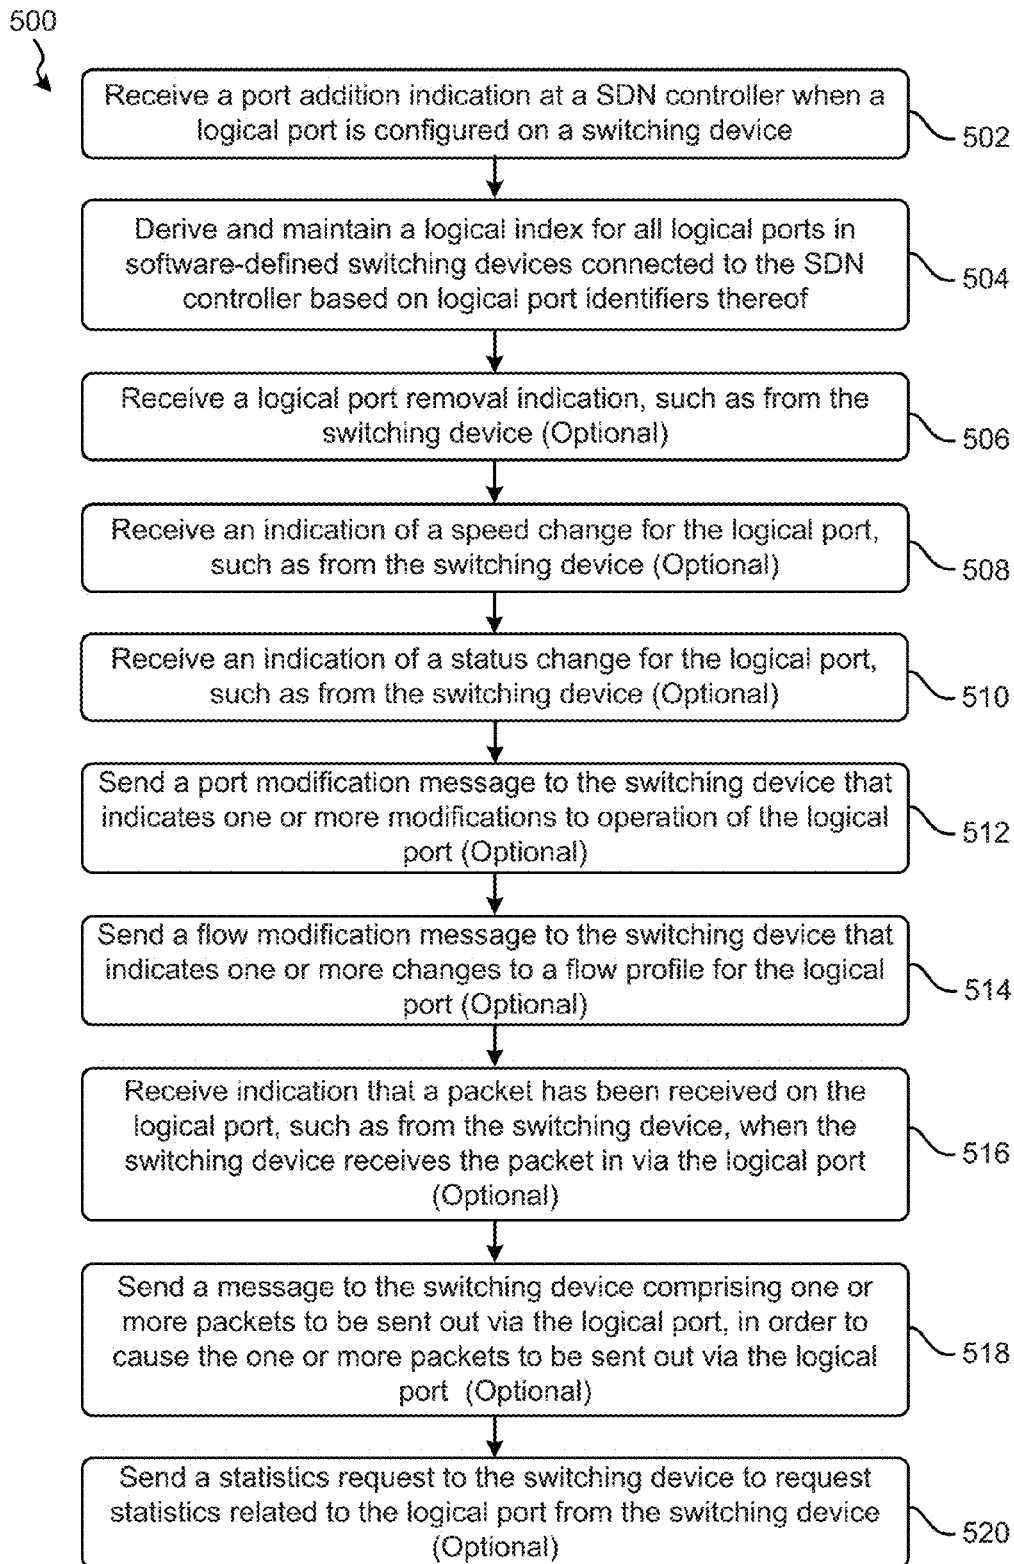 500
Receive a port addition indication at a SDN controller when a
logical port is configured on a switching device
502
Derive and maintain a logical index for all logical ports in
software-defined switching devices connected to the SDN
controller based on logical port identifiers thereof
504
Receive a logical port removal indication, such as from the
switching device (Optional)
506
Receive an indication of a speed change for the logical port,
such as from the switching device (Optional)
508
Receive an indication of a status change for the logical port,
such as from the switching device (Optional)
510
Send a port modification message to the switching device that
indicates one or more modifications to operation of the logical
port (Optional)
512
Send a flow modification message to the switching device that
indicates one or more changes to a flow profile for the logical
port (Optional)
514
Receive indication that a packet has been received on the
logical port, such as from the switching device, when the
switching device receives the packet in via the logical port
(Optional)
516
Send a message to the switching device comprising one or
more packets to be sent out via the logical port, in order to
cause the one or more packets to be sent out via the logical
port (Optional)
518
Send a statistics request to the switching device to request
statistics related to the logical port from the switching device
(Optional)
520